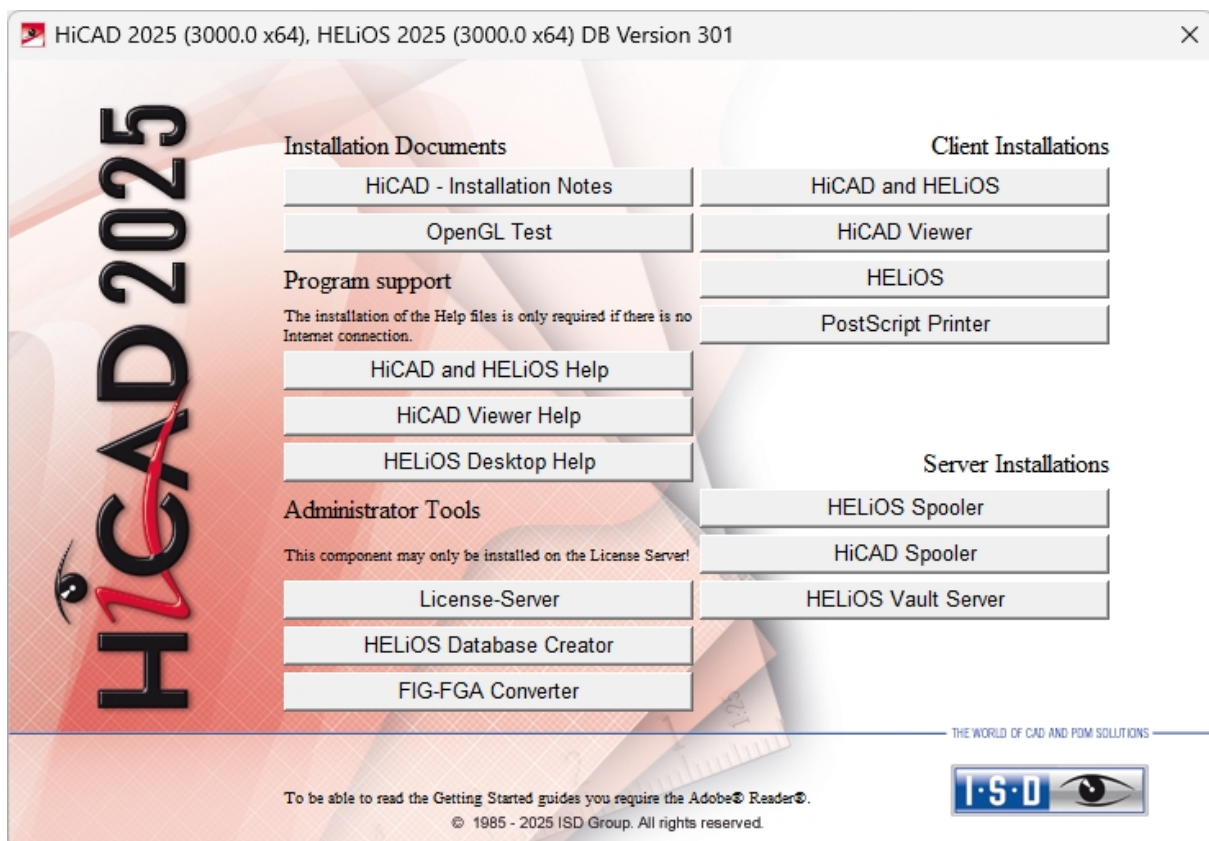 HiCAD 2025 (3000.0 x64), HELiOS 2025 (3000.0 x64) DB Version 301
HiCAD 2025
Installation Documents
HiCAD - Installation Notes
OpenGL Test
Program support
The installation of the Help files is only required if there is no
Internet connection.
HiCAD and HELiOS Help
HiCAD Viewer Help
HELiOS Desktop Help
Administrator Tools
This component may only be installed on the License Server!
License-Server
HELiOS Database Creator
FIG-FGA Converter
Client Installations
HiCAD and HELiOS
HiCAD Viewer
HELiOS
PostScript Printer
Server Installations
HELiOS Spooler
HiCAD Spooler
HELiOS Vault Server
THE WORLD OF CAD AND PDM SOLUTIONS
I·S·D
To be able to read the Getting Started guides you require the Adobe® Reader®.
© 1985 - 2025 ISD Group. All rights reserved.